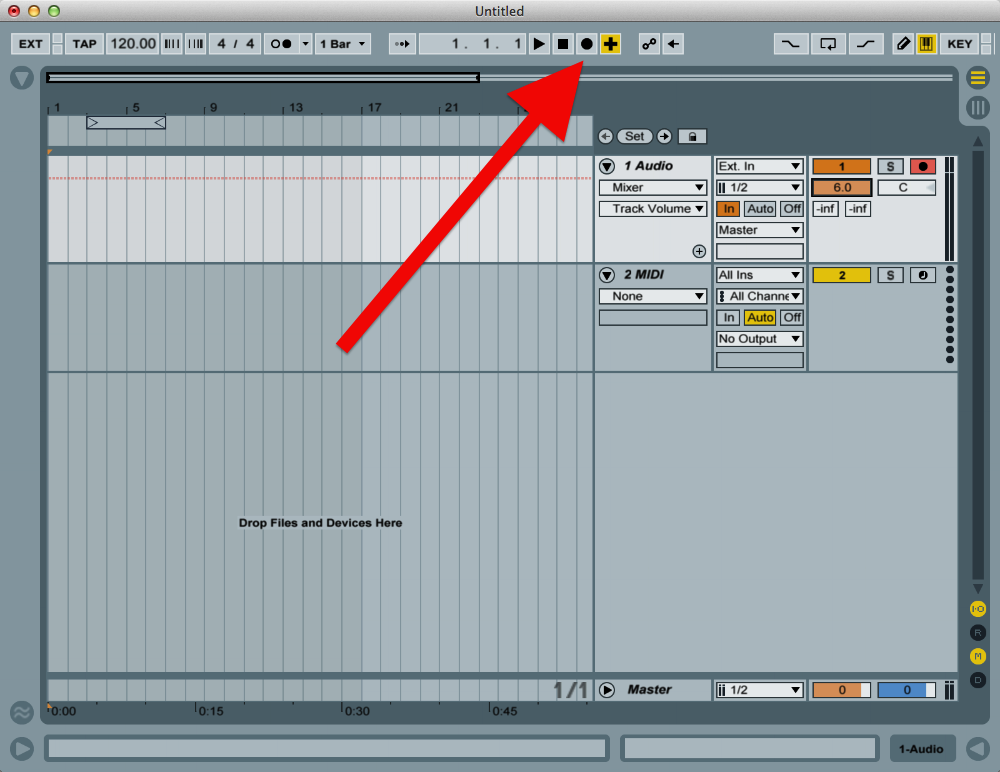 Untitled
EXT TAP 120.00 4 / 4 1 Bar 1. 1. 1 KEY
1 5 9 13 17 21
Set
1 Audio Ext. In 1 S
Mixer 1/2 6.0 C
Track Volume In Auto Off -inf -inf
Master
2 MIDI All Ins 2 S
None All Channe
In Auto Off
No Output
Drop Files and Devices Here
I·O
R
M
D
1/1 Master 1/2 0 0
0:00 0:15 0:30 0:45
1-Audio